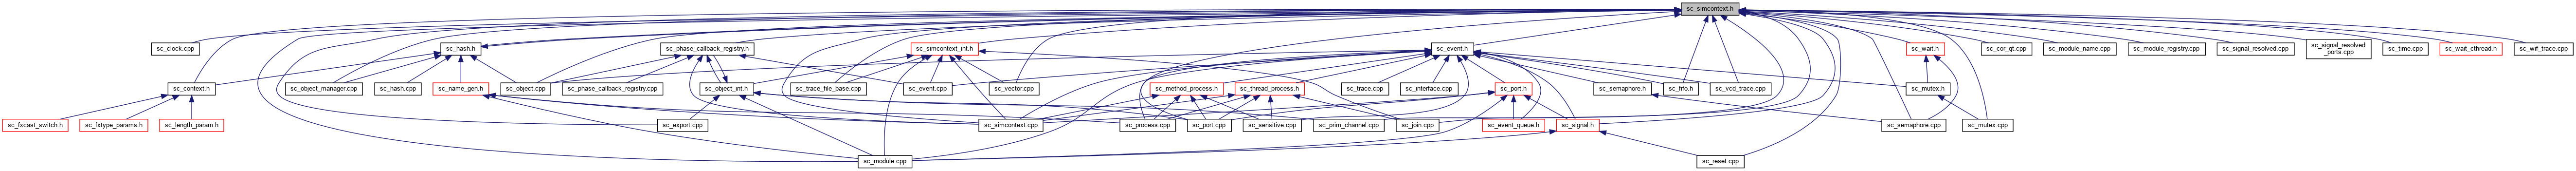 sc_simcontext.h
sc_clock.cpp
sc_hash.h
sc_phase_callback_registry.h
sc_simcontext_int.h
sc_event.h
sc_wait.h
sc_cor_qt.cpp
sc_module_name.cpp
sc_module_registry.cpp
sc_signal_resolved.cpp
sc_signal_resolved
_ports.cpp
sc_time.cpp
sc_wait_cthread.h
sc_wif_trace.cpp
sc_context.h
sc_object_manager.cpp
sc_hash.cpp
sc_name_gen.h
sc_object.cpp
sc_phase_callback_registry.cpp
sc_object_int.h
sc_trace_file_base.cpp
sc_event.cpp
sc_vector.cpp
sc_method_process.h
sc_thread_process.h
sc_trace.cpp
sc_interface.cpp
sc_port.h
sc_semaphore.h
sc_fifo.h
sc_vcd_trace.cpp
sc_mutex.h
sc_fxcast_switch.h
sc_fxtype_params.h
sc_length_param.h
sc_export.cpp
sc_simcontext.cpp
sc_process.cpp
sc_port.cpp
sc_sensitive.cpp
sc_prim_channel.cpp
sc_join.cpp
sc_event_queue.h
sc_signal.h
sc_semaphore.cpp
sc_mutex.cpp
sc_module.cpp
sc_reset.cpp